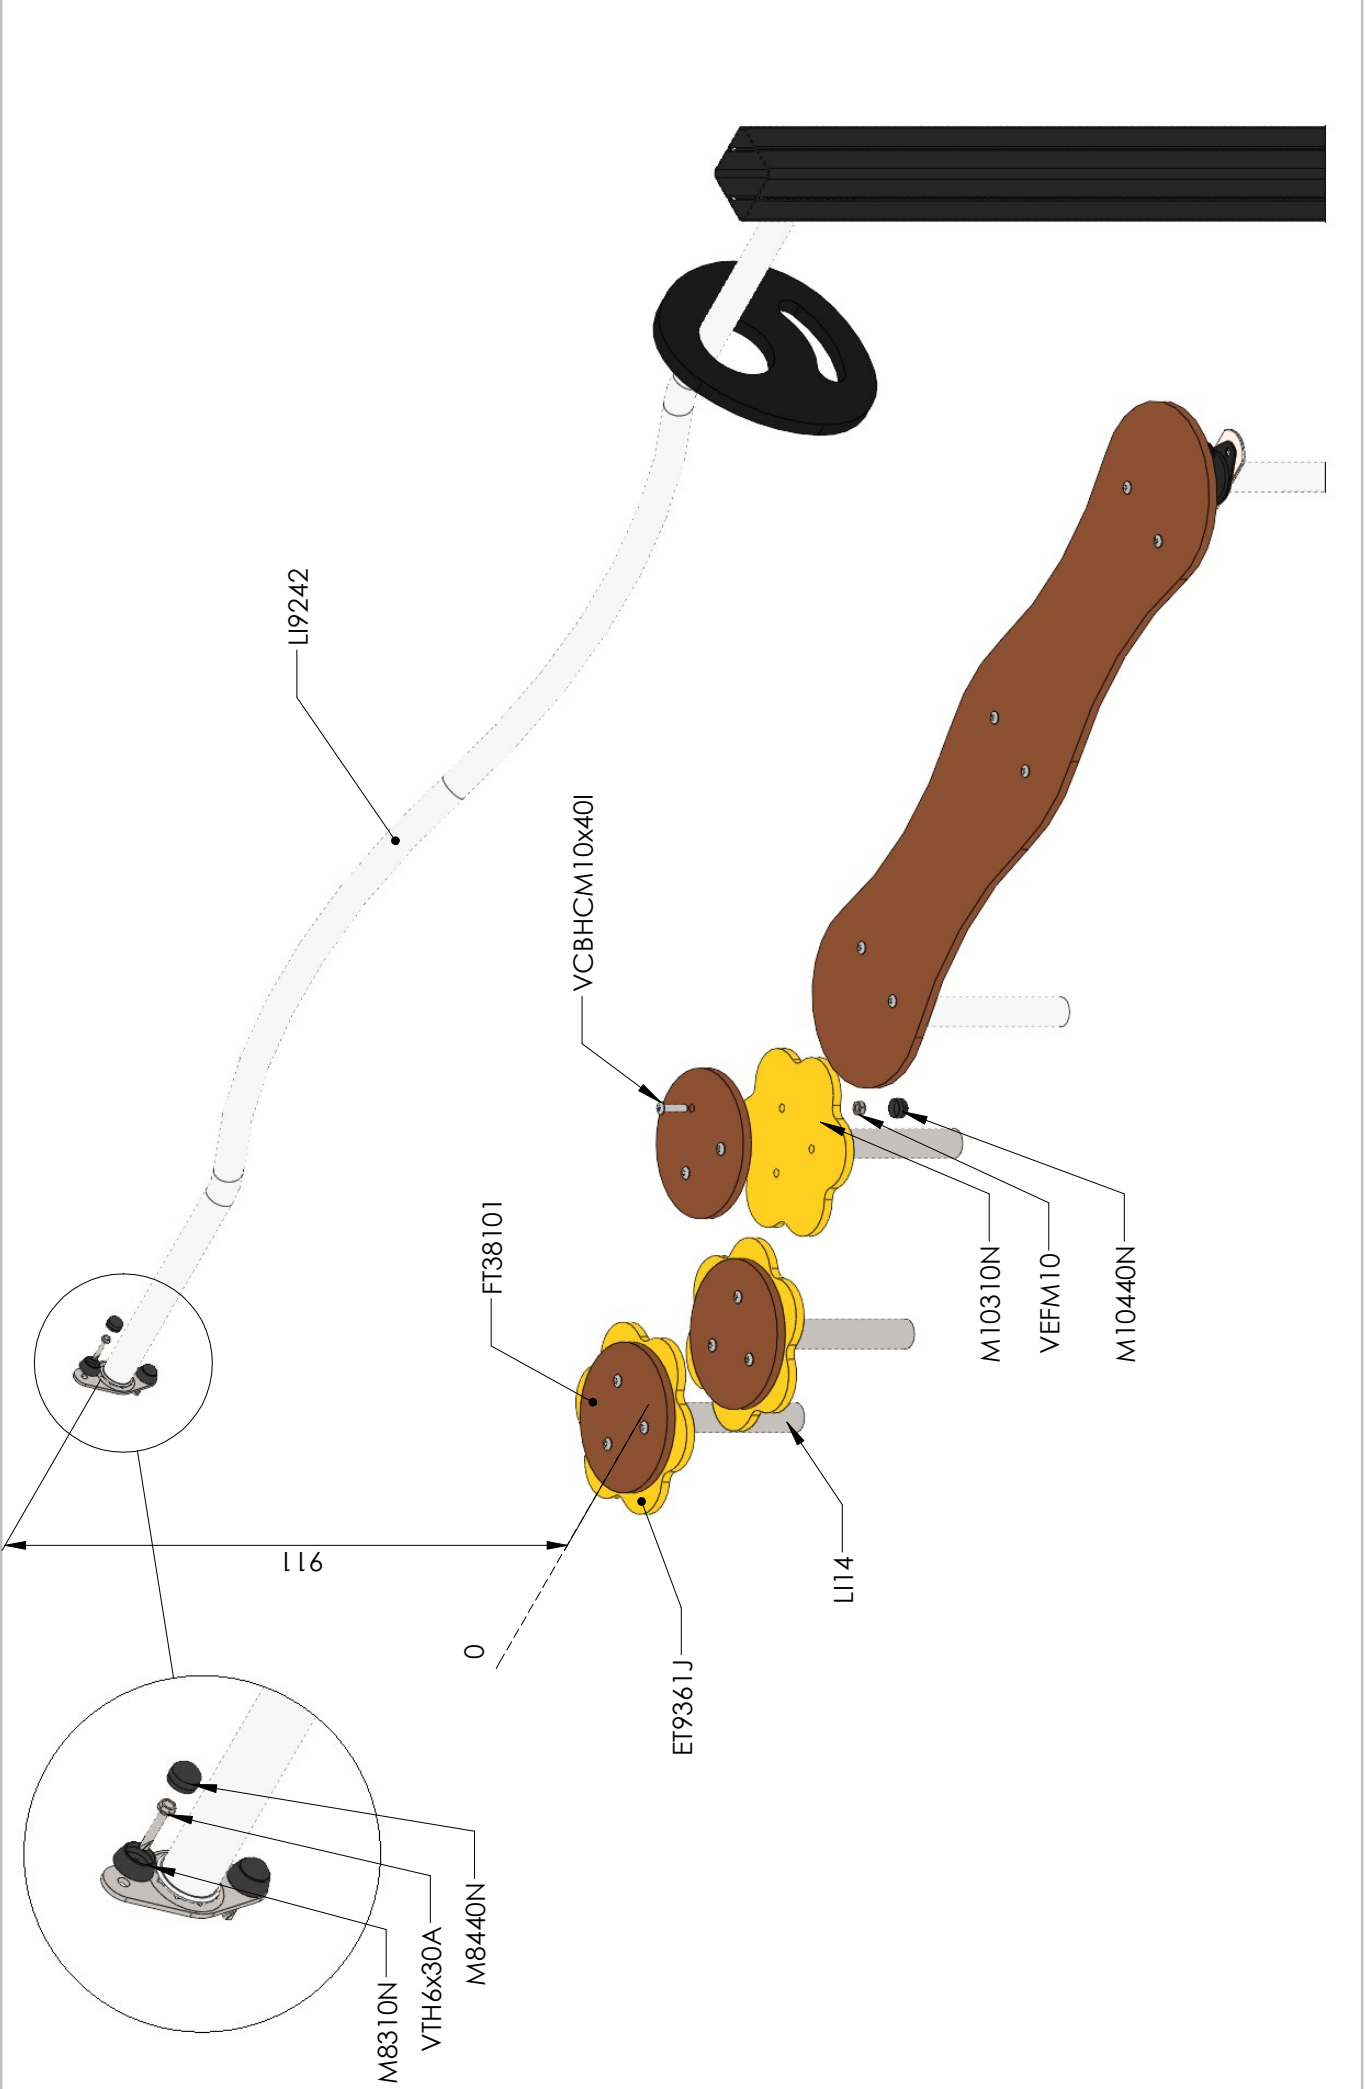 911
LI9242
M8310N
VTH6x30A
M8440N
0
FT38101
VCBHCM10x40I
ET9361J
LI14
M10310N
VEFM10
M10440N